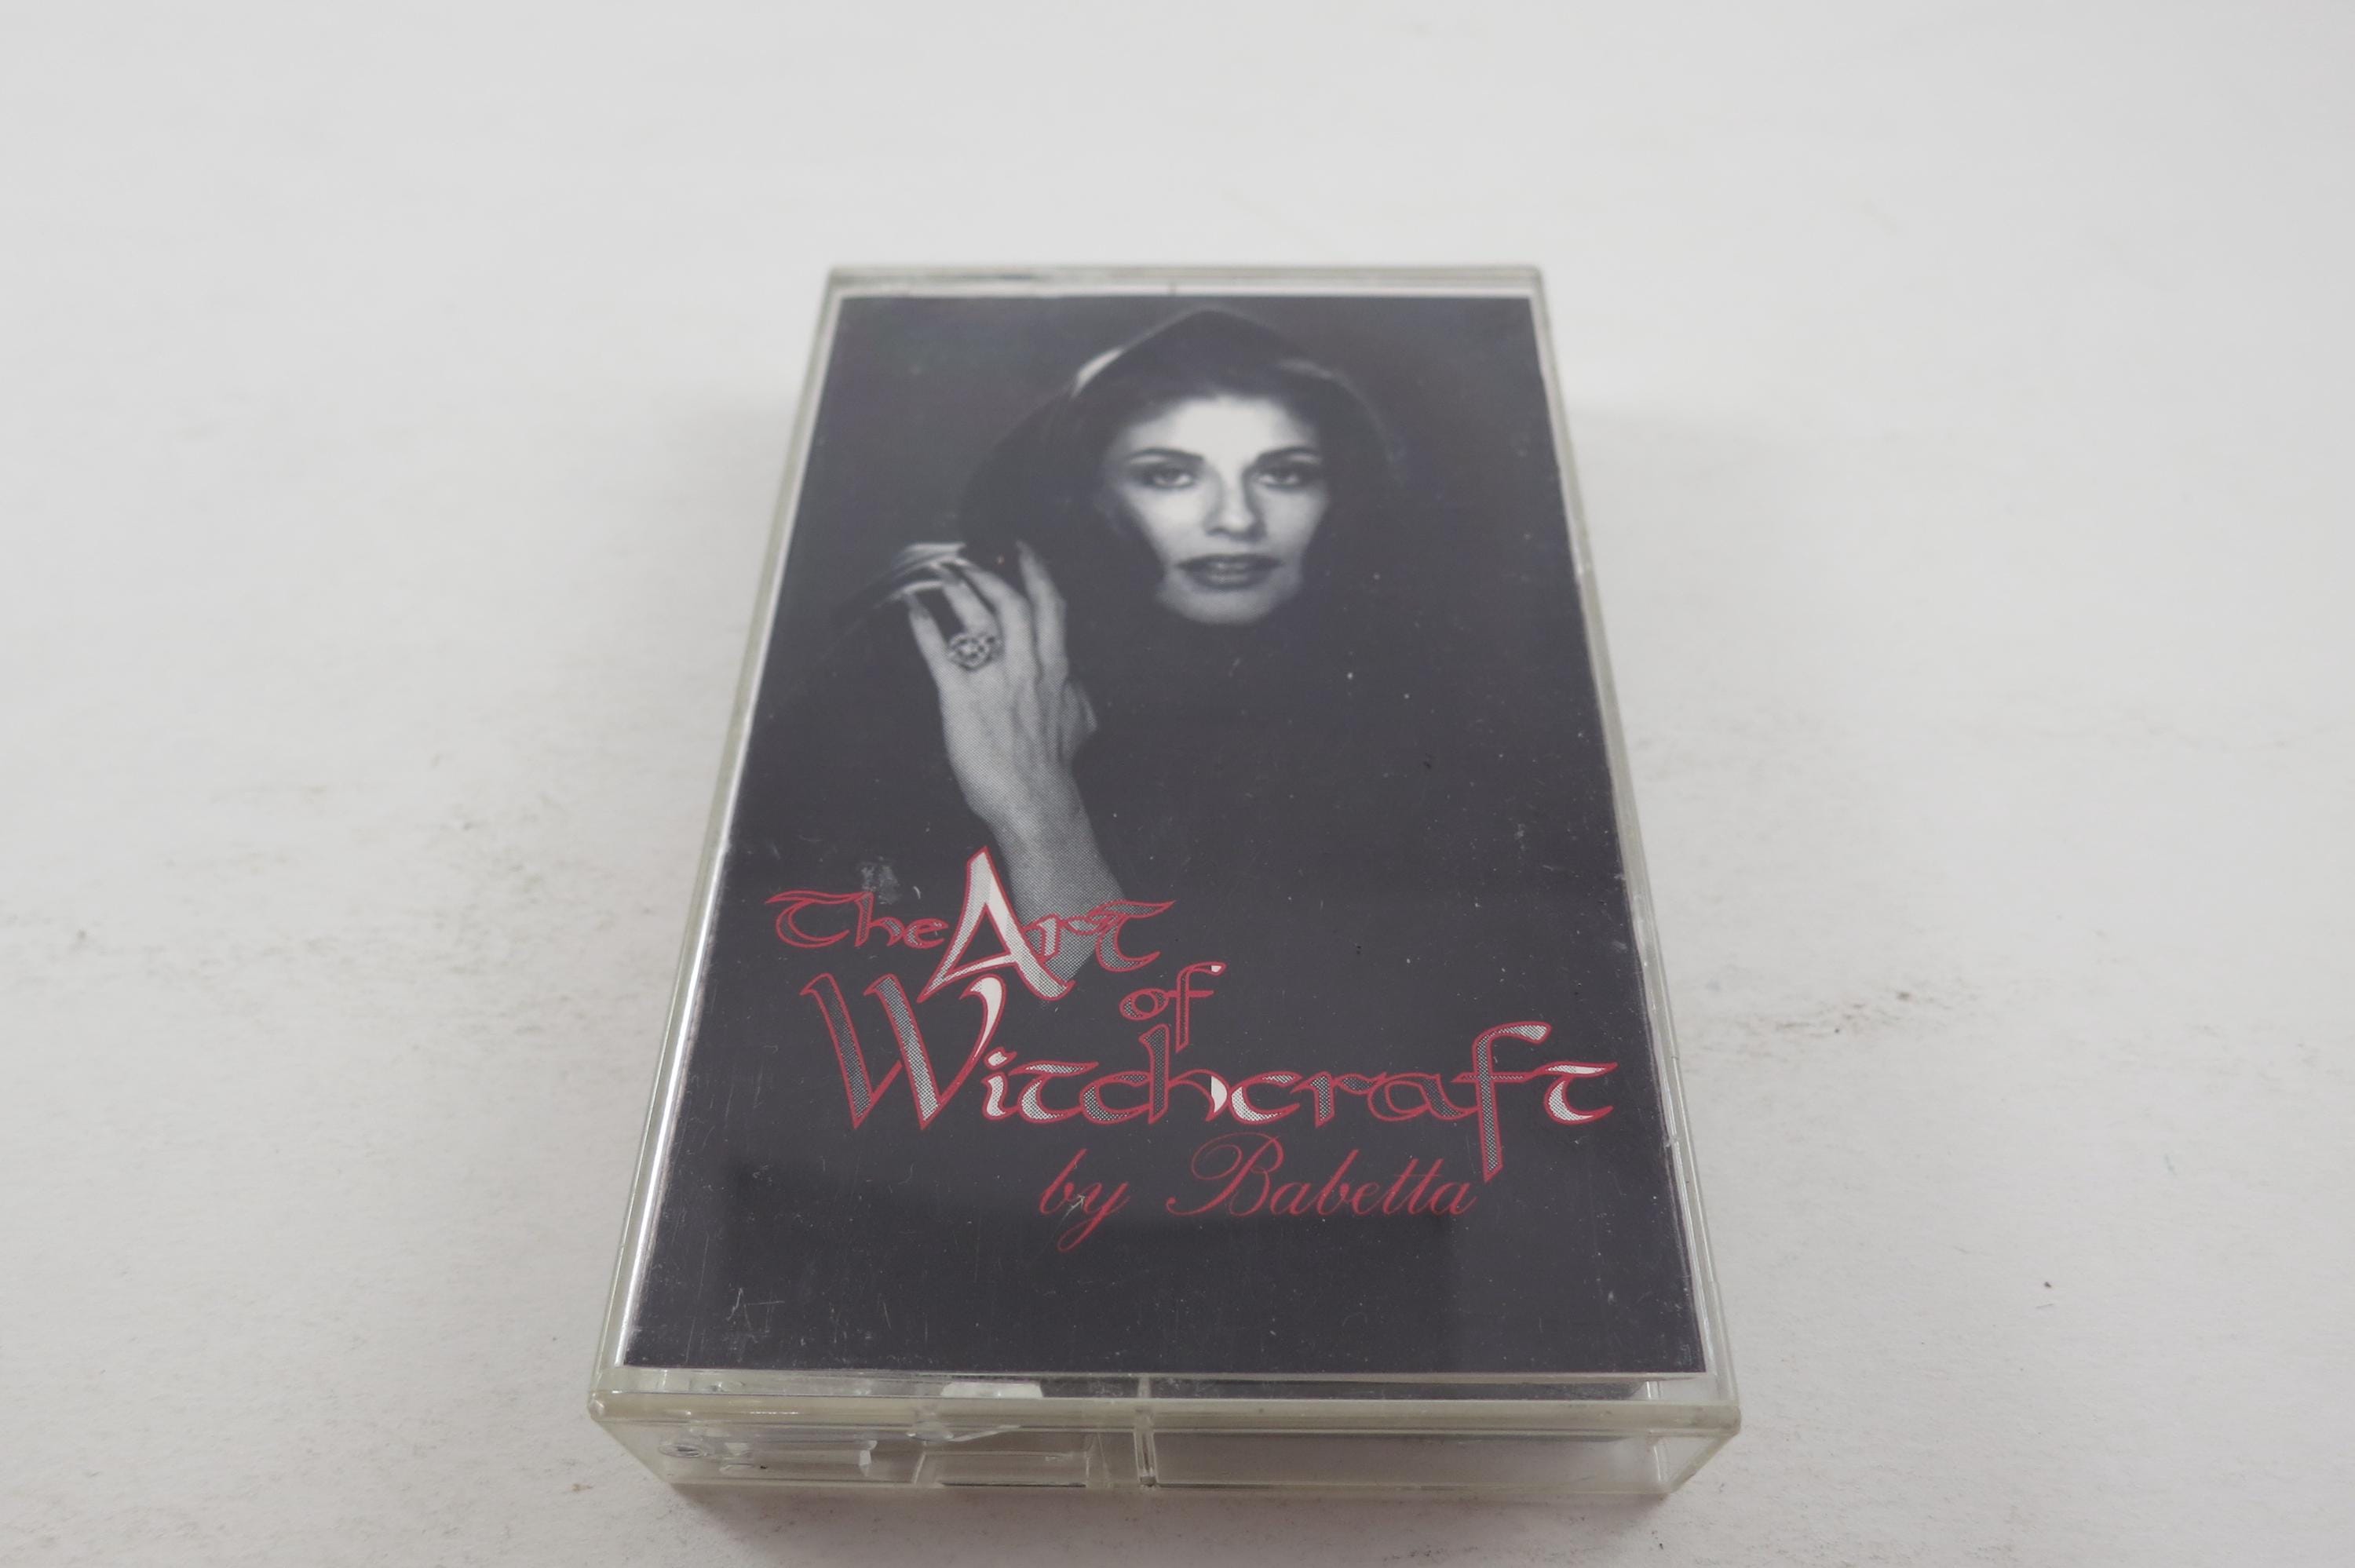 The Art
of
Witchcraft
by Babetta